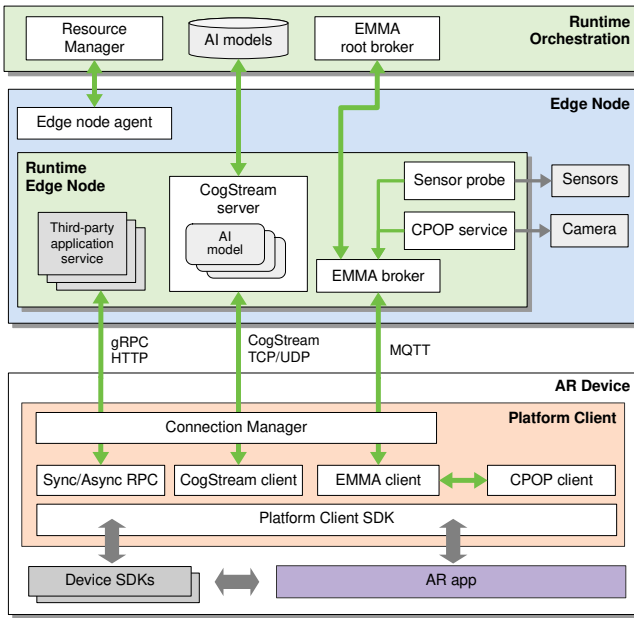 Runtime
Orchestration
Resource
Manager
AI models
EMMA
root broker
Edge Node
Edge node agent
Runtime
Edge Node
CogStream
server
AI
model
Third-party
application
service
Sensor probe
Sensors
CPOP service
Camera
EMMA broker
gRPC
HTTP
CogStream
TCP/UDP
MQTT
AR Device
Platform Client
Connection Manager
Sync/Async RPC
CogStream client
EMMA client
CPOP client
Platform Client SDK
Device SDKs
AR app